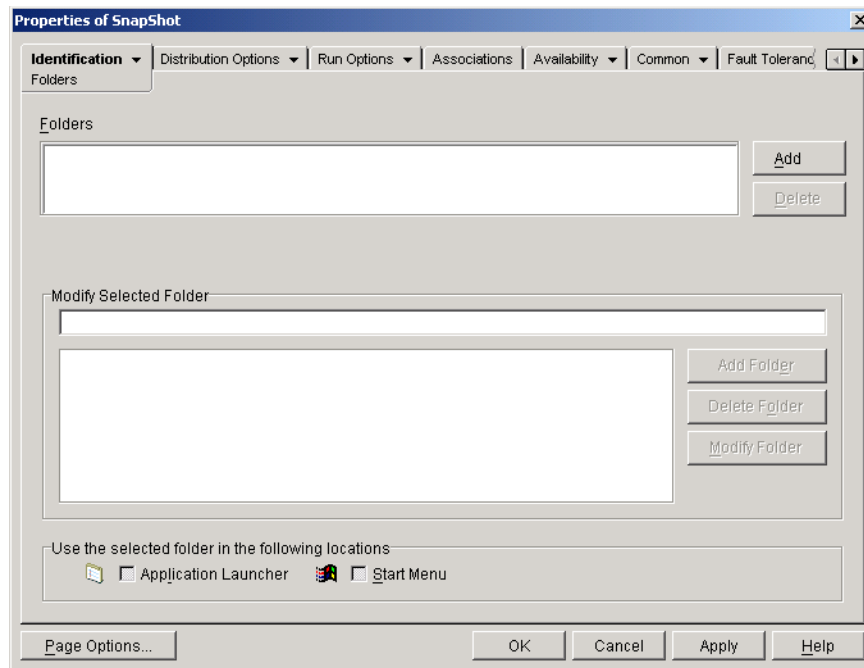 Properties of SnapShot
Identification Distribution Options Run Options Associations Availability Common Fault Toleranc
Folders
Folders
Add
Delete
Modify Selected Folder
Add Folder
Delete Folder
Modify Folder
Use the selected folder in the following locations
Application Launcher Start Menu
Page Options... OK Cancel Apply Help